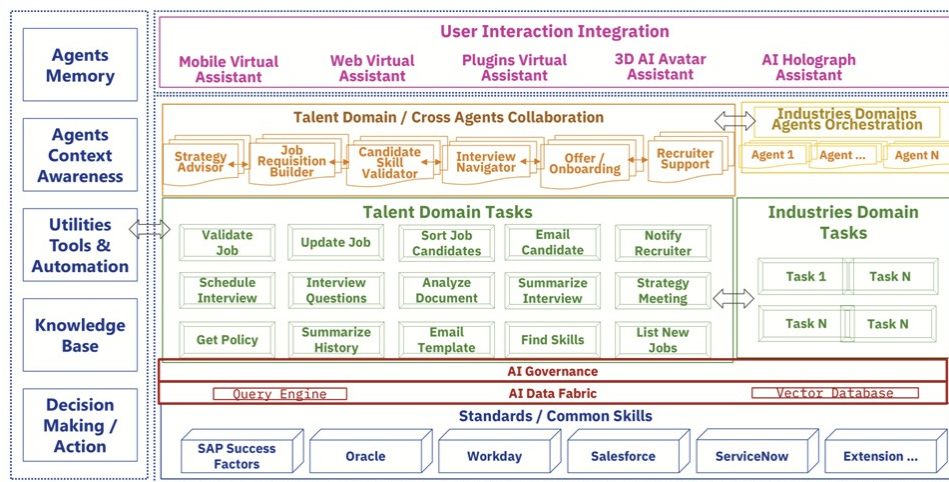 Agents
Memory
Agents
Context
Awareness
Utilities
Tools &
Automation
Knowledge
Base
Decision
Making /
Action
User Interaction Integration
Mobile Virtual
Assistant
Web Virtual
Assistant
Plugins Virtual
Assistant
3D AI Avatar
Assistant
AI Holograph
Assistant
Talent Domain / Cross Agents Collaboration
Strategy
Advisor
Job
Requisition
Builder
Candidate
Skill
Validator
Interview
Navigator
Offer /
Onboarding
Recruiter
Support
Industries Domains
Agents Orchestration
Agent 1
Agent ...
Agent N
Talent Domain Tasks
Validate
Job
Update Job
Sort Job
Candidates
Email
Candidate
Notify
Recruiter
Schedule
Interview
Interview
Questions
Analyze
Document
Summarize
Interview
Strategy
Meeting
Get Policy
Summarize
History
Email
Template
Find Skills
List New
Jobs
Industries Domain
Tasks
Task 1
Task N
Task N
Task N
AI Governance
Query Engine
AI Data Fabric
Vector Database
Standards / Common Skills
SAP Success
Factors
Oracle
Workday
Salesforce
ServiceNow
Extension ...